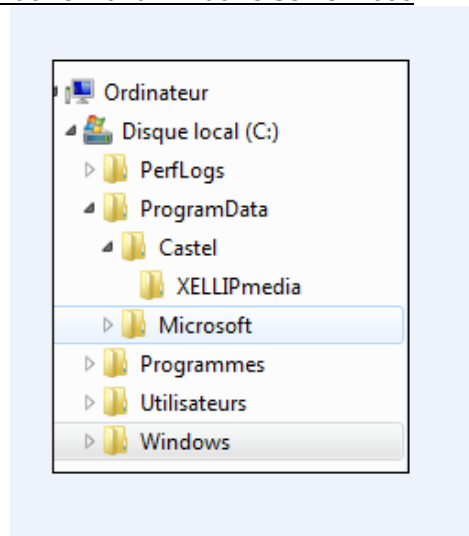 Ordinateur
Disque local (C:)
PerfLogs
ProgramData
Castel
XELLIPmedia
Microsoft
Programmes
Utilisateurs
Windows